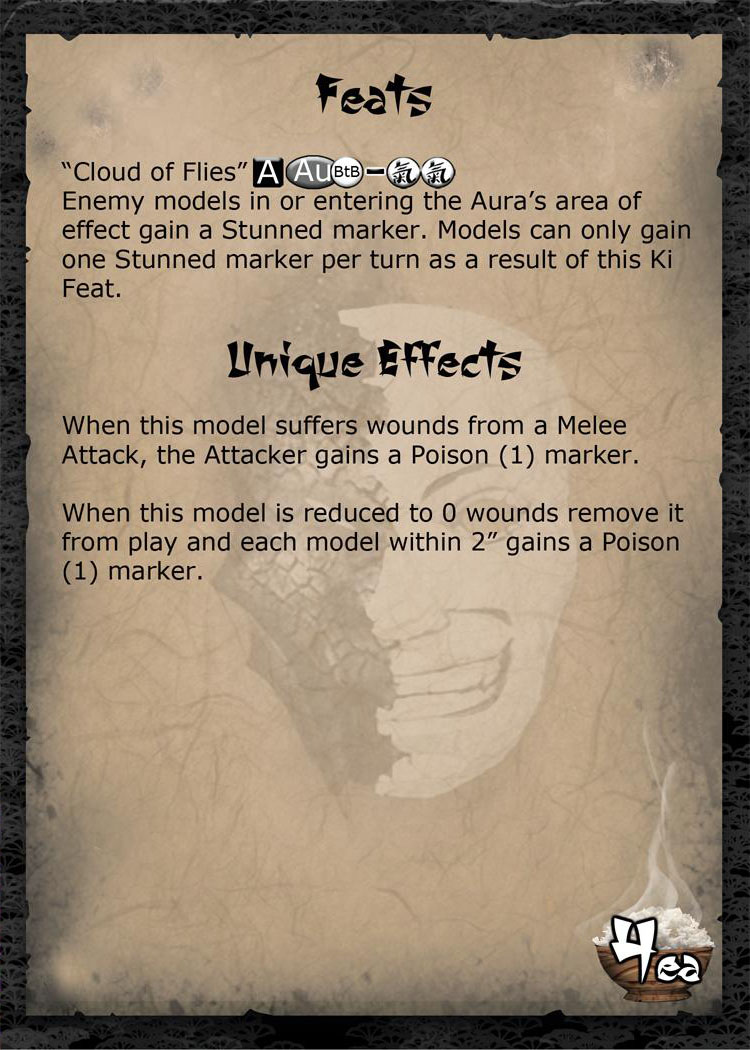 Feats
“Cloud of Flies” A Au BtB - 氣 氣
Enemy models in or entering the Aura’s area of
effect gain a Stunned marker. Models can only gain
one Stunned marker per turn as a result of this Ki
Feat.
Unique Effects
When this model suffers wounds from a Melee
Attack, the Attacker gains a Poison (1) marker.
When this model is reduced to 0 wounds remove it
from play and each model within 2” gains a Poison
(1) marker.
4ea